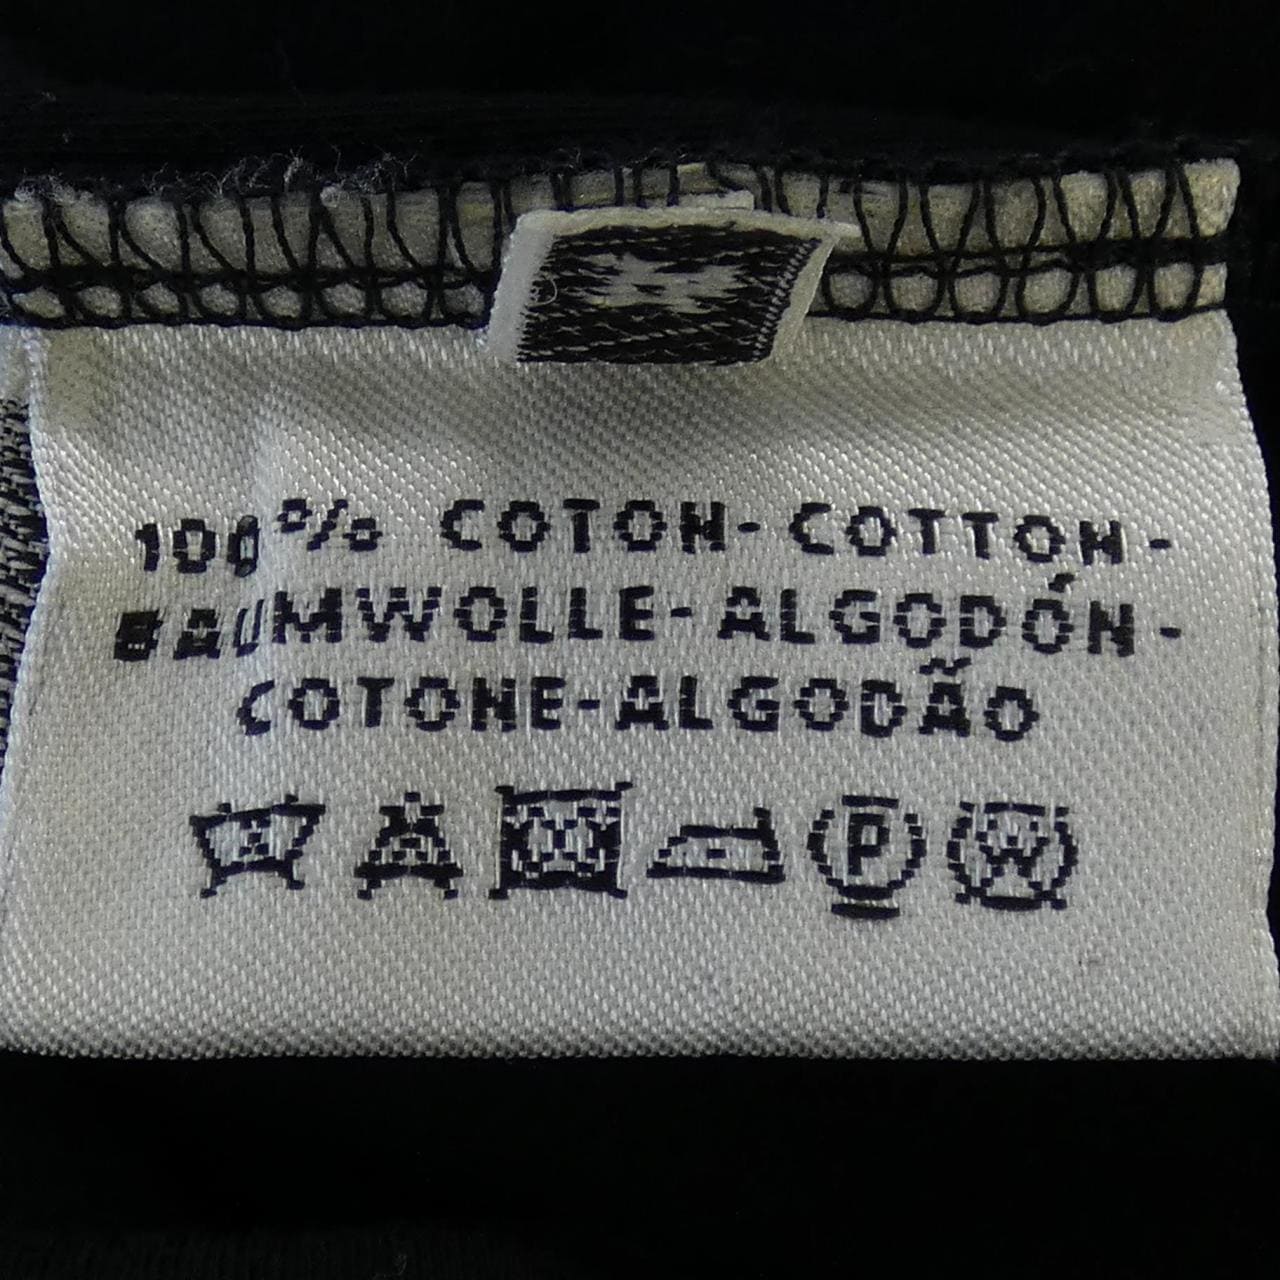 100% COTON-COTTON-
BAUMWOLLE-ALGODÓN-
COTONE-ALGODÃO
P W